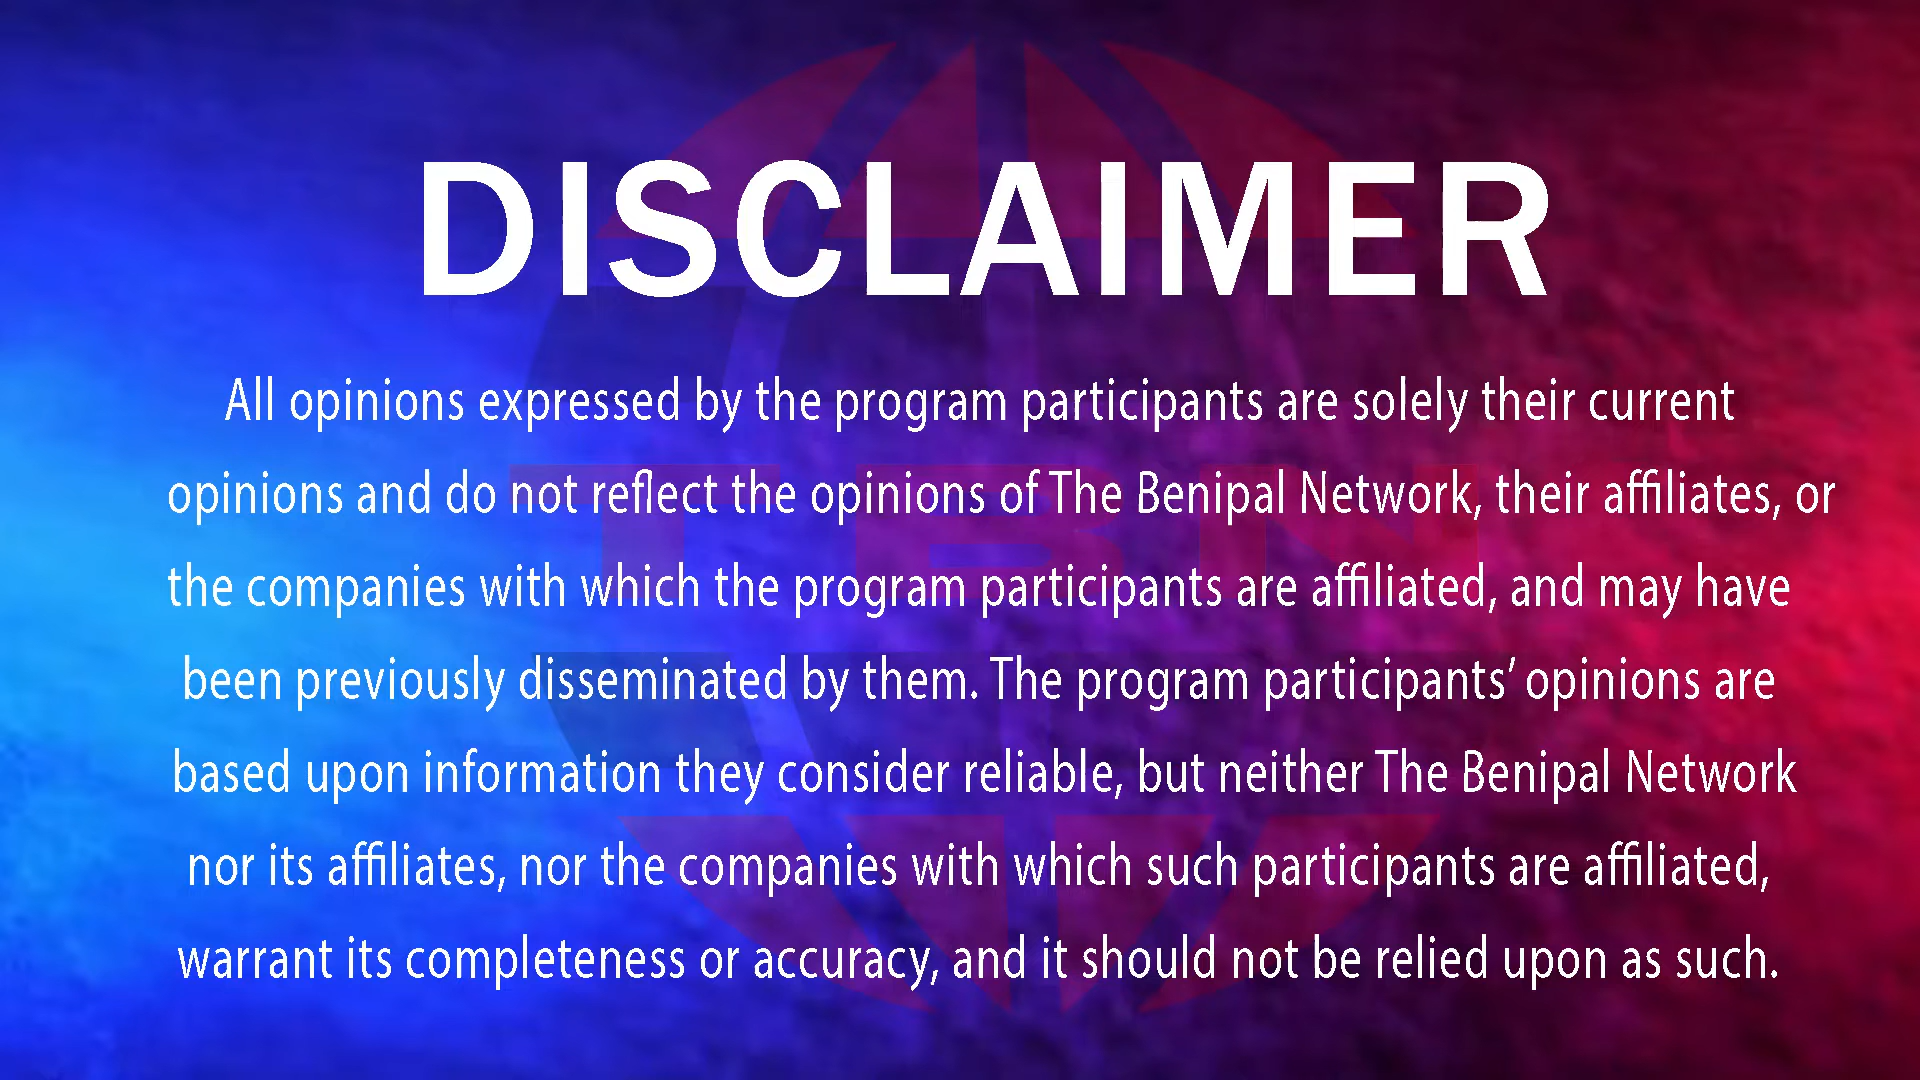 DISCLAIMER
All opinions expressed by the program participants are solely their current
opinions and do not reflect the opinions of The Benipal Network, their affiliates, or
the companies with which the program participants are affiliated, and may have
been previously disseminated by them. The program participants’ opinions are
based upon information they consider reliable, but neither The Benipal Network
nor its affiliates, nor the companies with which such participants are affiliated,
warrant its completeness or accuracy, and it should not be relied upon as such.
TBN